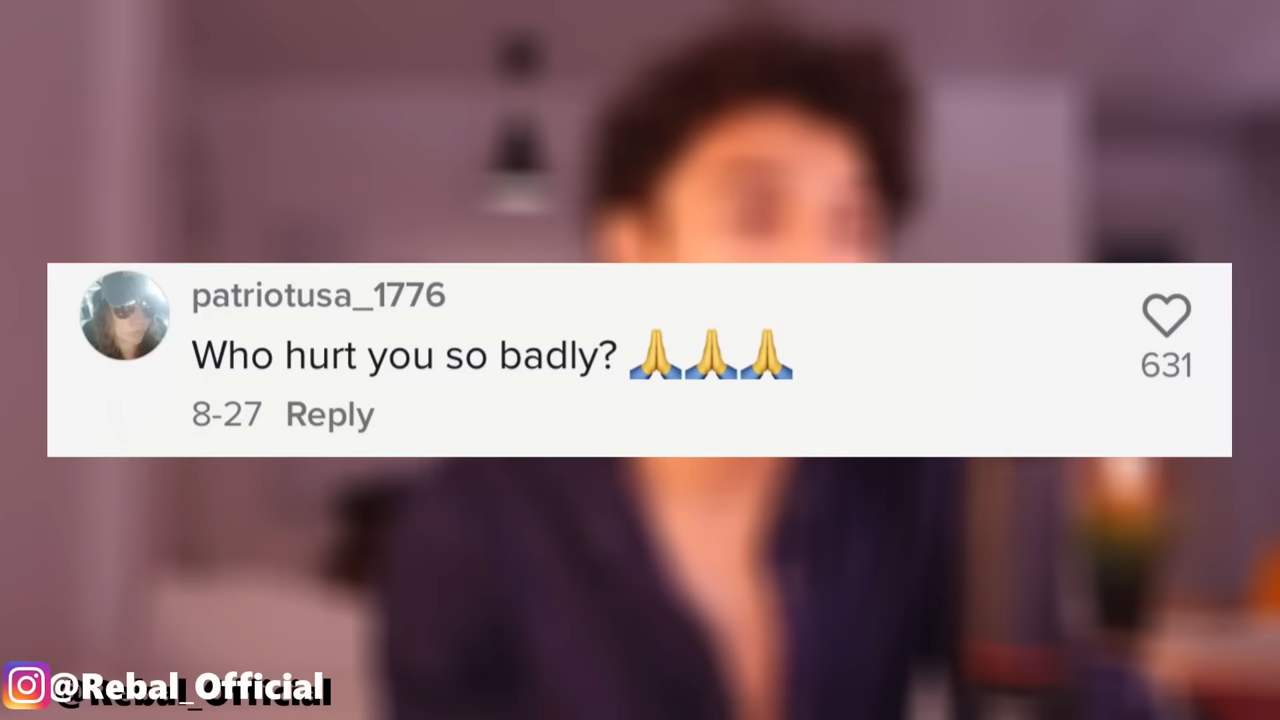 patriotusa_1776
Who hurt you so badly? 🙏🙏🙏
631
8-27 Reply
@Rebal_Official